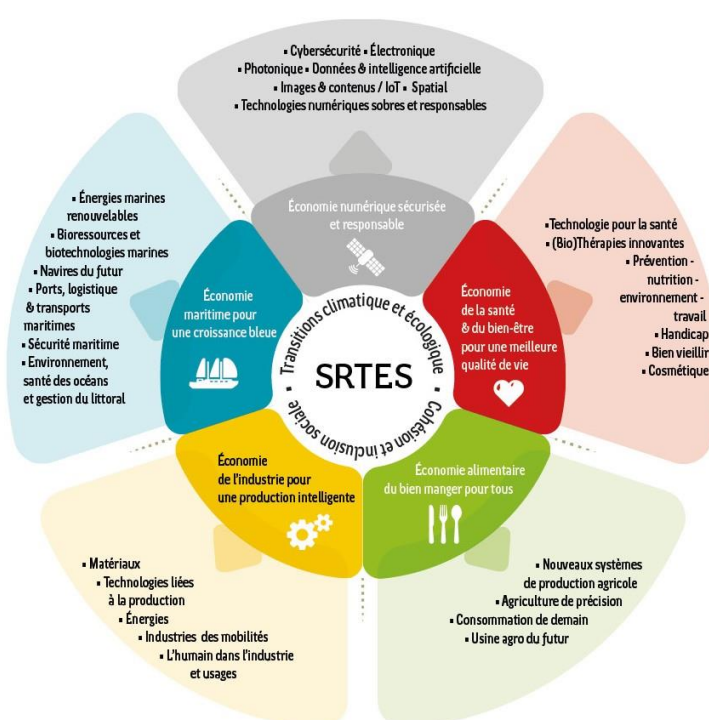 ▪ Cybersécurité ▪ Électronique
▪ Photonique ▪ Données & intelligence artificielle
▪ Images & contenus / IoT ▪ Spatial
▪ Technologies numériques sobres et responsables
Économie numérique sécurisée
et responsable
▪ Énergies marines
renouvelables
▪ Bioressources et
biotechnologies marines
▪ Navires du futur
▪ Ports, logistique
& transports
maritimes
▪ Sécurité maritime
▪ Environnement,
santé des océans
et gestion du littoral
Économie
maritime pour
une croissance bleue
▪ Transitions climatique et écologique
SRTES
▪ Cohésion et inclusion sociale
Économie
de la santé
& du bien-être
pour une meilleure
qualité de vie
▪Technologie pour la santé
▪ (Bio)Thérapies innovantes
▪ Prévention -
nutrition -
environnement -
travail
▪ Handicap
▪ Bien vieillir
▪ Cosmétique
Économie
de l'industrie pour
une production intelligente
Économie alimentaire
du bien manger pour tous
▪ Matériaux
▪ Technologies liées
à la production
▪ Énergies
▪ Industries des mobilités
▪ L'humain dans l'industrie
et usages
▪ Nouveaux systèmes
de production agricole
▪ Agriculture de précision
▪ Consommation de demain
▪ Usine agro du futur